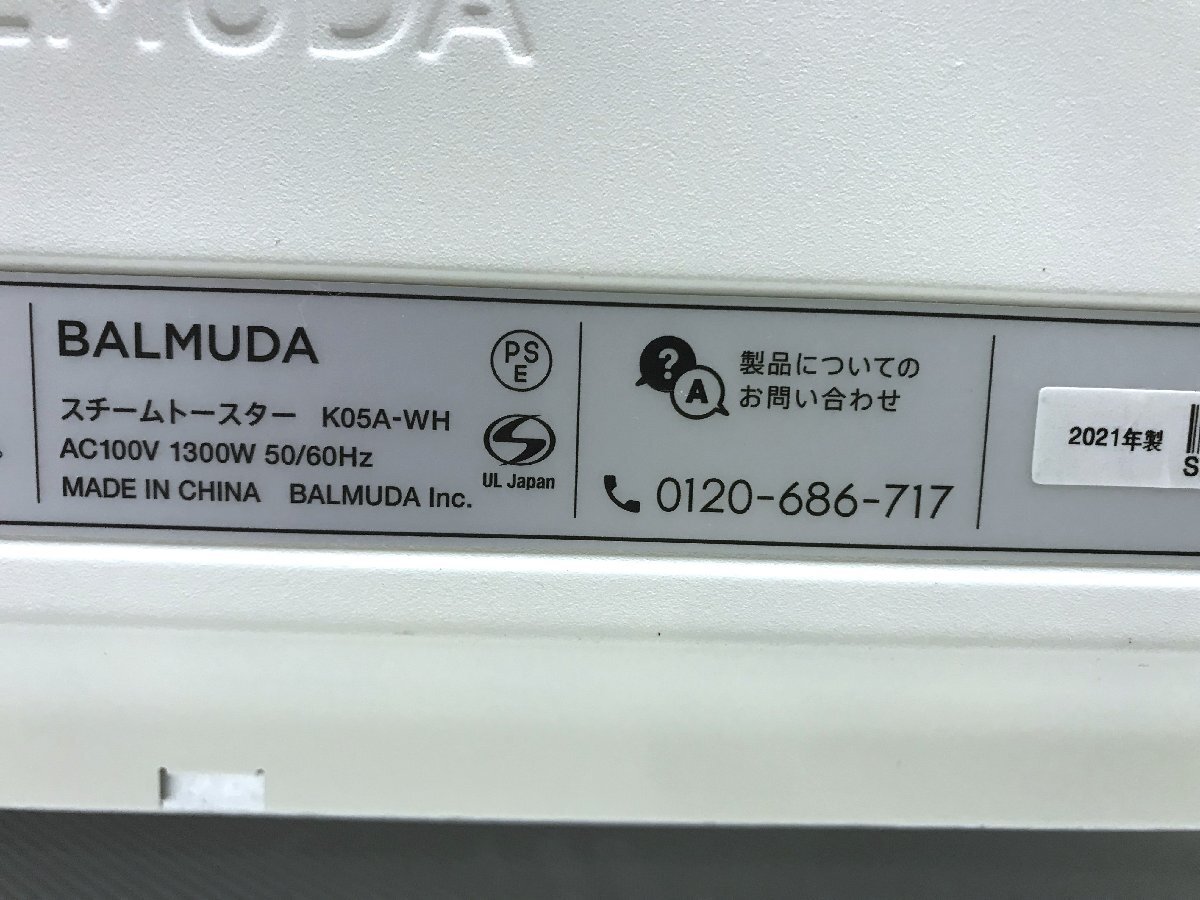 BALMUDA
スチームトースター K05A-WH
AC100V 1300W 50/60Hz
MADE IN CHINA BALMUDA Inc.
PS
E
UL Japan
?
A
製品についての
お問い合わせ
0120-686-717
2021年製